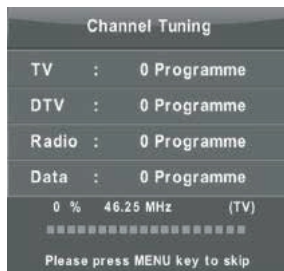 Channel Tuning
TV : 0 Programme
DTV : 0 Programme
Radio : 0 Programme
Data : 0 Programme
0 % 46.25 MHz (TV)
Please press MENU key to skip